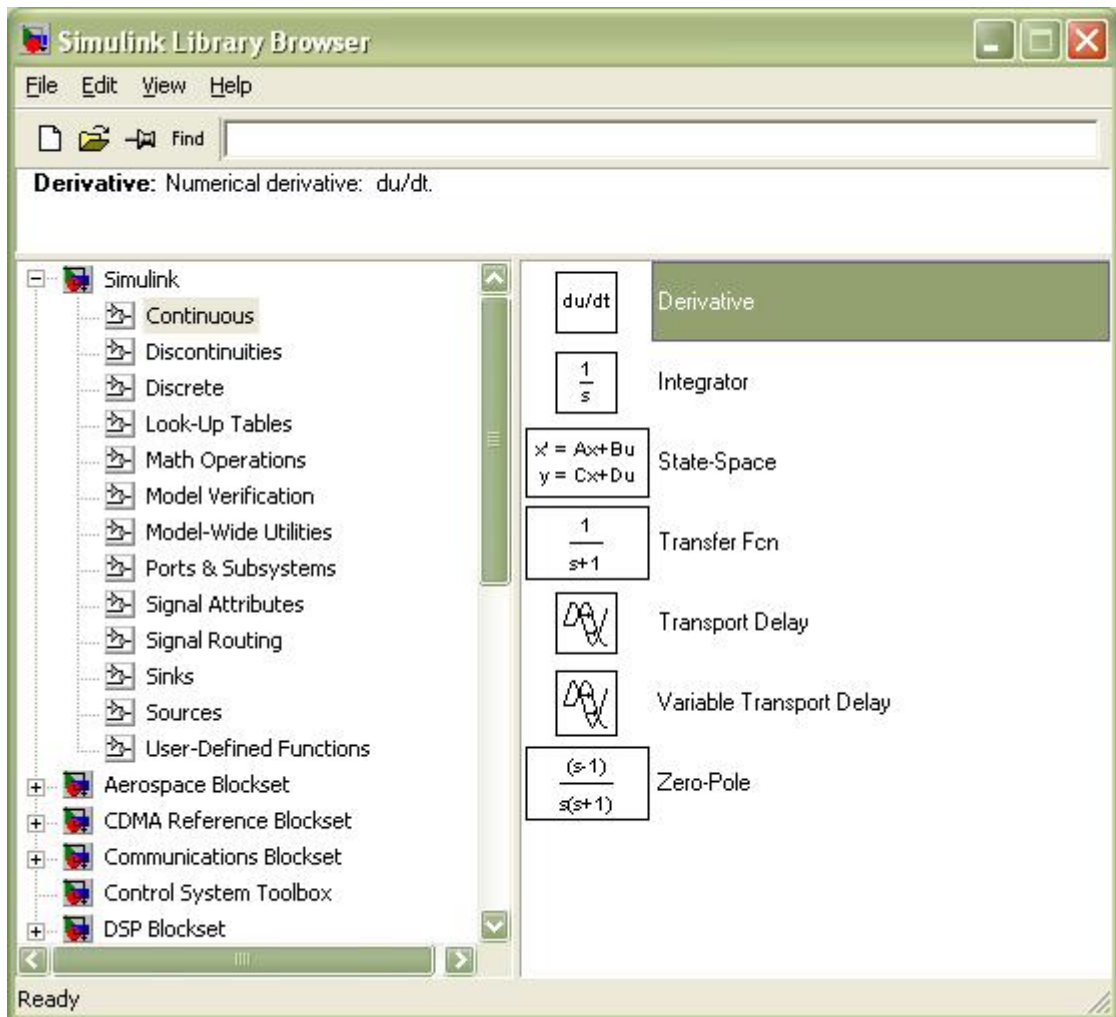 Simulink Library Browser
File Edit View Help
Find
Derivative: Numerical derivative: du/dt.
Simulink
Continuous
Discontinuities
Discrete
Look-Up Tables
Math Operations
Model Verification
Model-Wide Utilities
Ports & Subsystems
Signal Attributes
Signal Routing
Sinks
Sources
User-Defined Functions
Aerospace Blockset
CDMA Reference Blockset
Communications Blockset
Control System Toolbox
DSP Blockset
du/dt Derivative
1
s
Integrator
x' = Ax+Bu
y = Cx+Du
State-Space
1
s+1
Transfer Fcn
Transport Delay
Variable Transport Delay
(s-1)
s(s+1)
Zero-Pole
Ready